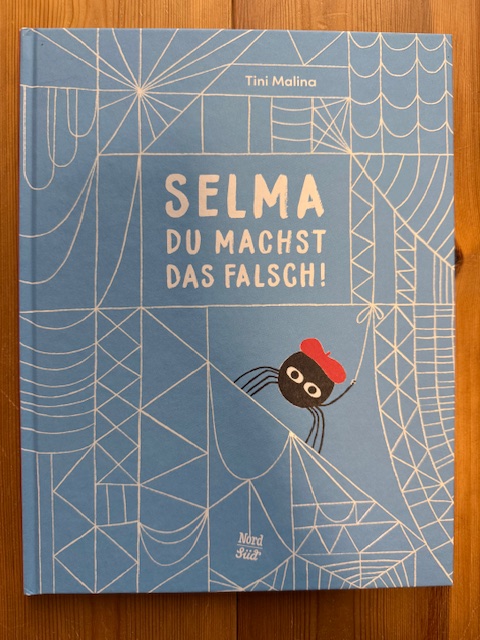 Tini Malina
SELMA
DU MACHST
DAS FALSCH!
Nord
Süd